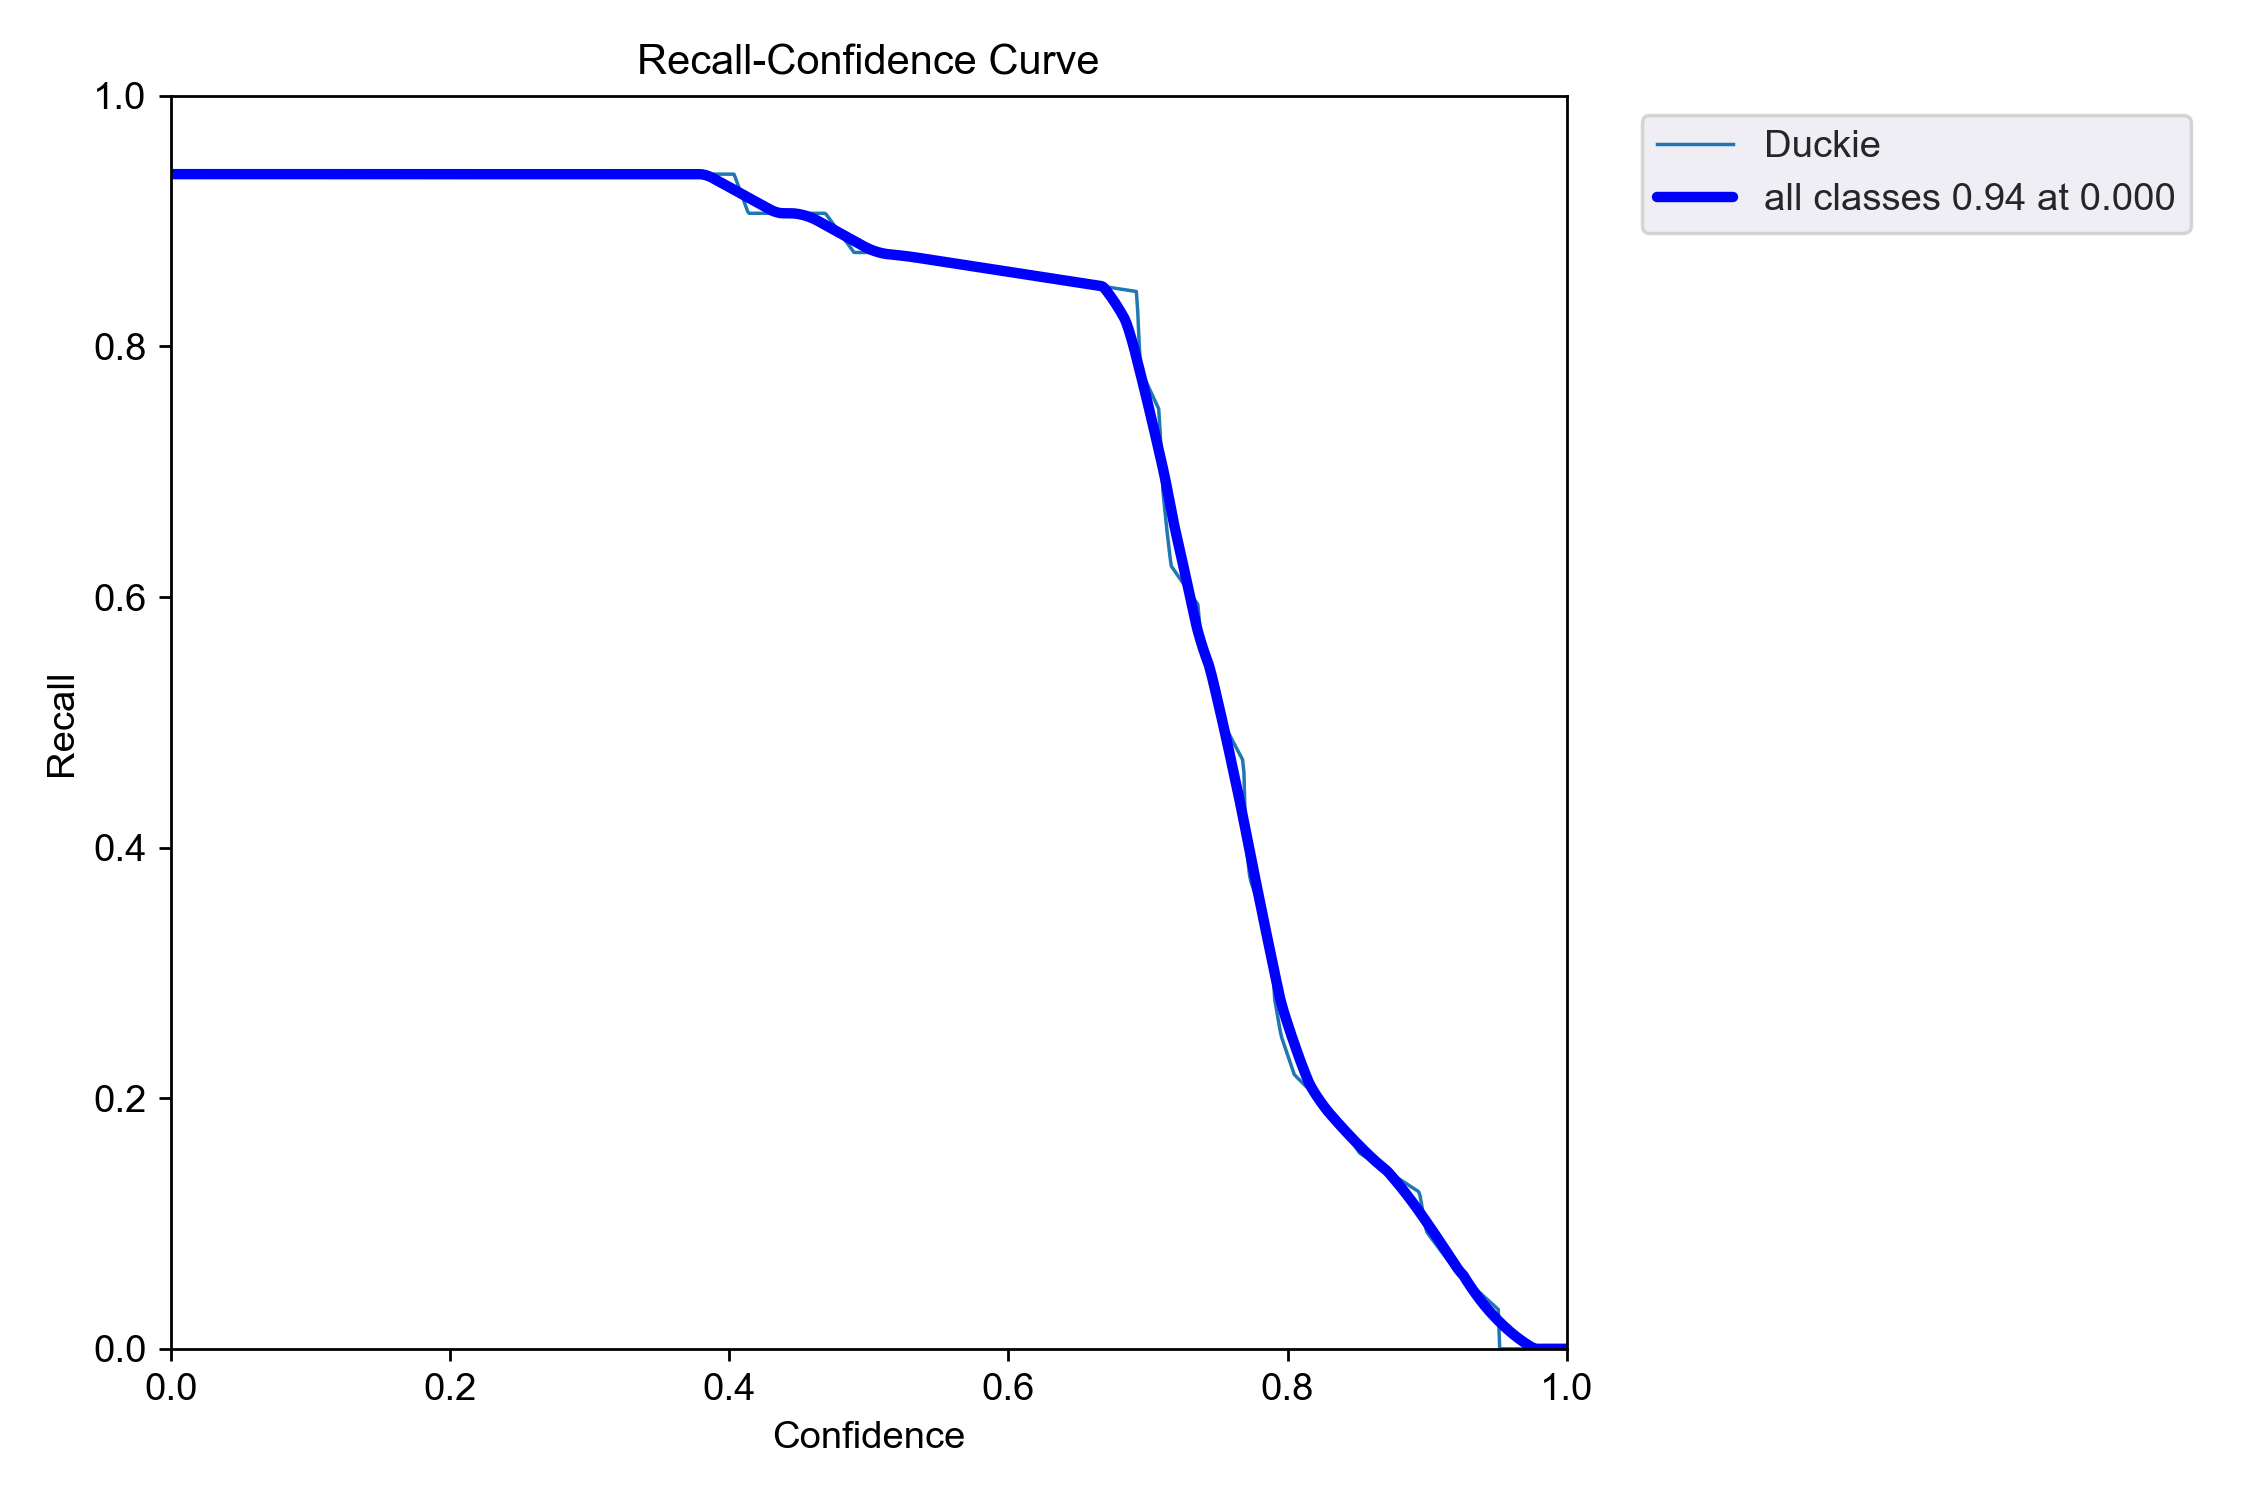 Recall-Confidence Curve
1.0
0.8
0.6
0.4
0.2
0.0
Recall
0.0 0.2 0.4 0.6 0.8 1.0
Confidence
Duckie
all classes 0.94 at 0.000